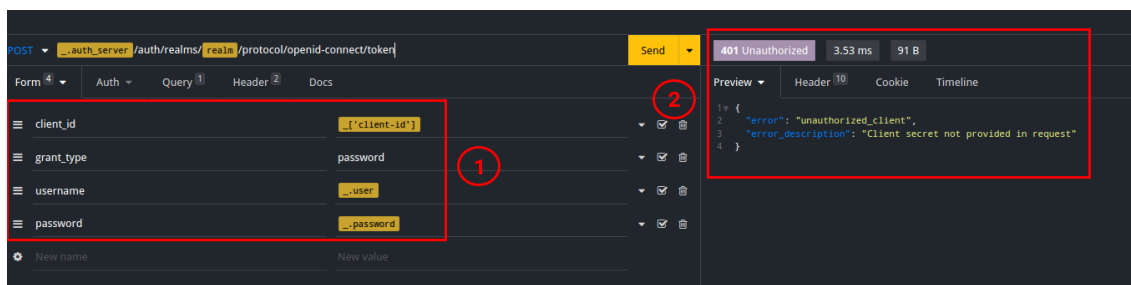 POST _.auth_server /auth/realms/ realm /protocol/openid-connect/token Send 401 Unauthorized 3.53 ms 91 B
Form 4 Auth Query 1 Header 2 Docs Preview Header 10 Cookie Timeline
2
1 {
2 "error": "unauthorized_client",
3 "error_description": "Client secret not provided in request"
4 }
client_id _['client-id']
grant_type password
1
username _.user
password _.password
New name New value